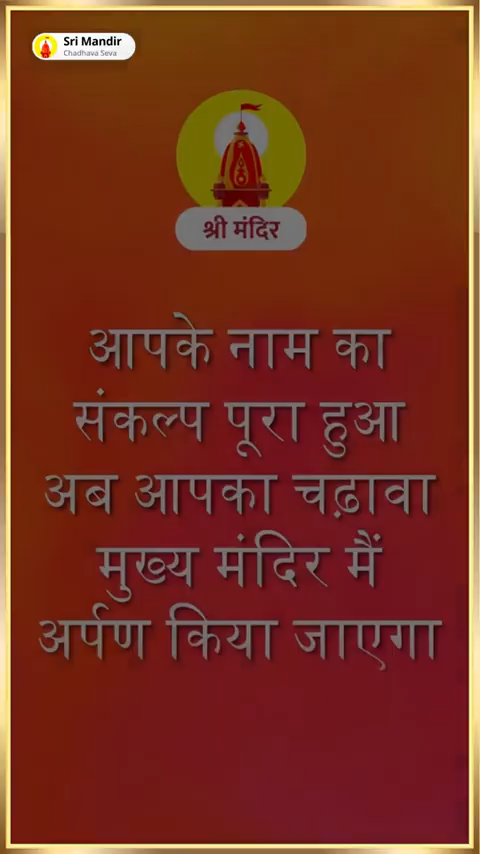 Sri Mandir
Chadhava Seva
श्री मंदिर
आपके नाम का
संकल्प पूरा हुआ
अब आपका चढ़ावा
मुख्य मंदिर मैं
अर्पण किया जाएगा